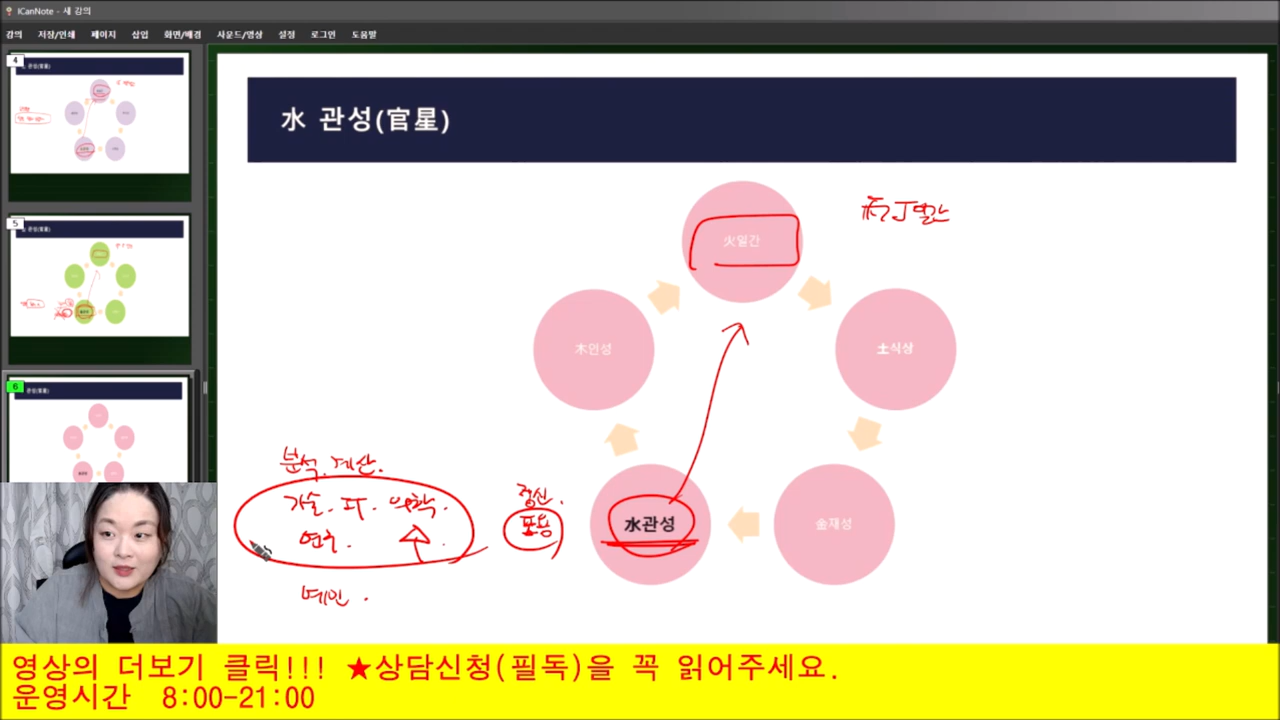 ICanNote - 새 강의
강의 저장/인쇄 페이지 삽입 화면/배경 사운드/영상 설정 로그인 도움말
4
5
6
水 관성(官星)
火일간
丙丁일간
木인성
土식상
水관성
金재성
분석. 계산.
기술. IT. 의학.
연구.
정신.
포용
예민.
영상의 더보기 클릭!!! ★상담신청(필독)을 꼭 읽어주세요.
운영시간 8:00-21:00